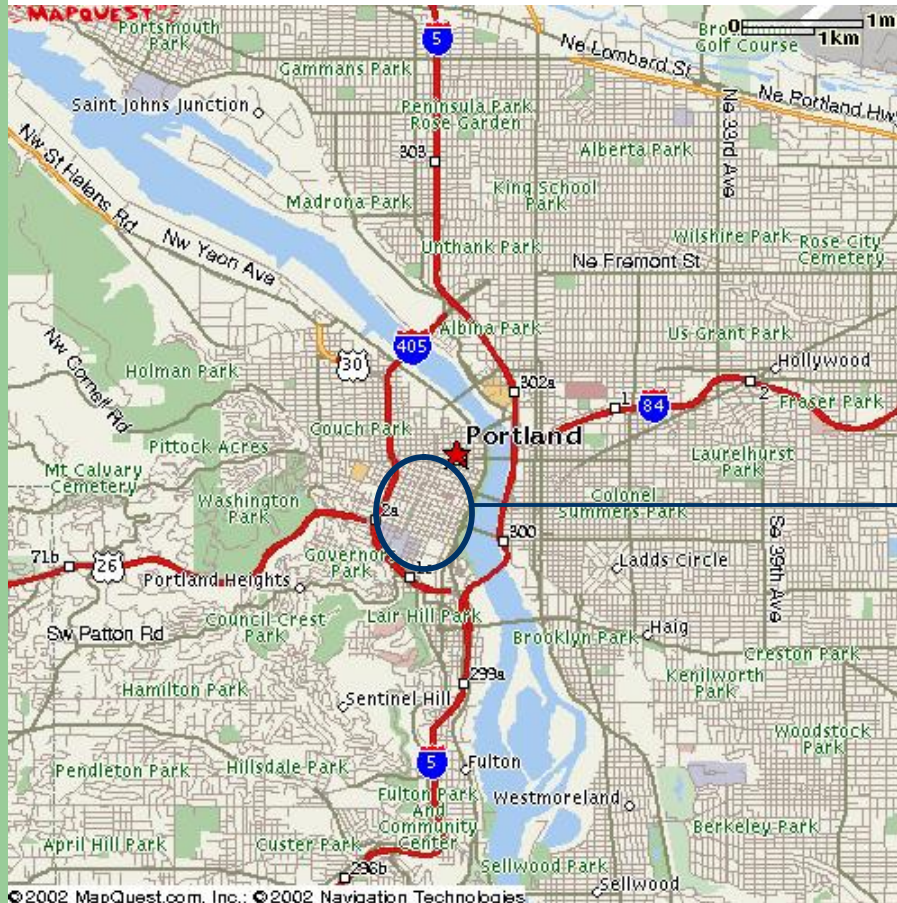 MAPQUEST
Portsmouth
Park
5
0
1m
1km
Golf Course
Ne Lombard St
Gammans Park
Ne Portland Hwy
Saint Johns Junction
Peninsula Park
Rose Garden
Ne 33rd Ave
303
Alberta Park
Nw St Helens Rd
King School
Park
Madrona Park
Nw Yeon Ave
Unthank Park
Wilshire Park
Rose City
Cemetery
Ne Fremont St
Albina Park
Us Grant Park
405
Nw Cornell Rd
30
Hollywood
Holman Park
302a
1
84
2
Fraser Park
Couch Park
Portland
Pittock Acres
Laurelhurst
Park
Mt Calvary
Cemetery
Washington
Park
2a
Colonel
Summers Park
300
71b
26
Governors
Park
Ladds Circle
Se 39th Ave
Portland Heights
Council Crest
Park
Lair Hill Park
Sw Patton Rd
Brooklyn Park
Haig
Creston Park
299a
Kenilworth
Park
Hamilton Park
Sentinel Hill
Woodstock
Park
5
Fulton
Pendleton Park
Hillsdale Park
Fulton Park
And
Community
Center
Westmoreland
Berkeley Park
April Hill Park
Custer Park
296b
Sellwood Park
Sellwood
©2002 MapQuest.com, Inc.; ©2002 Navigation Technologies